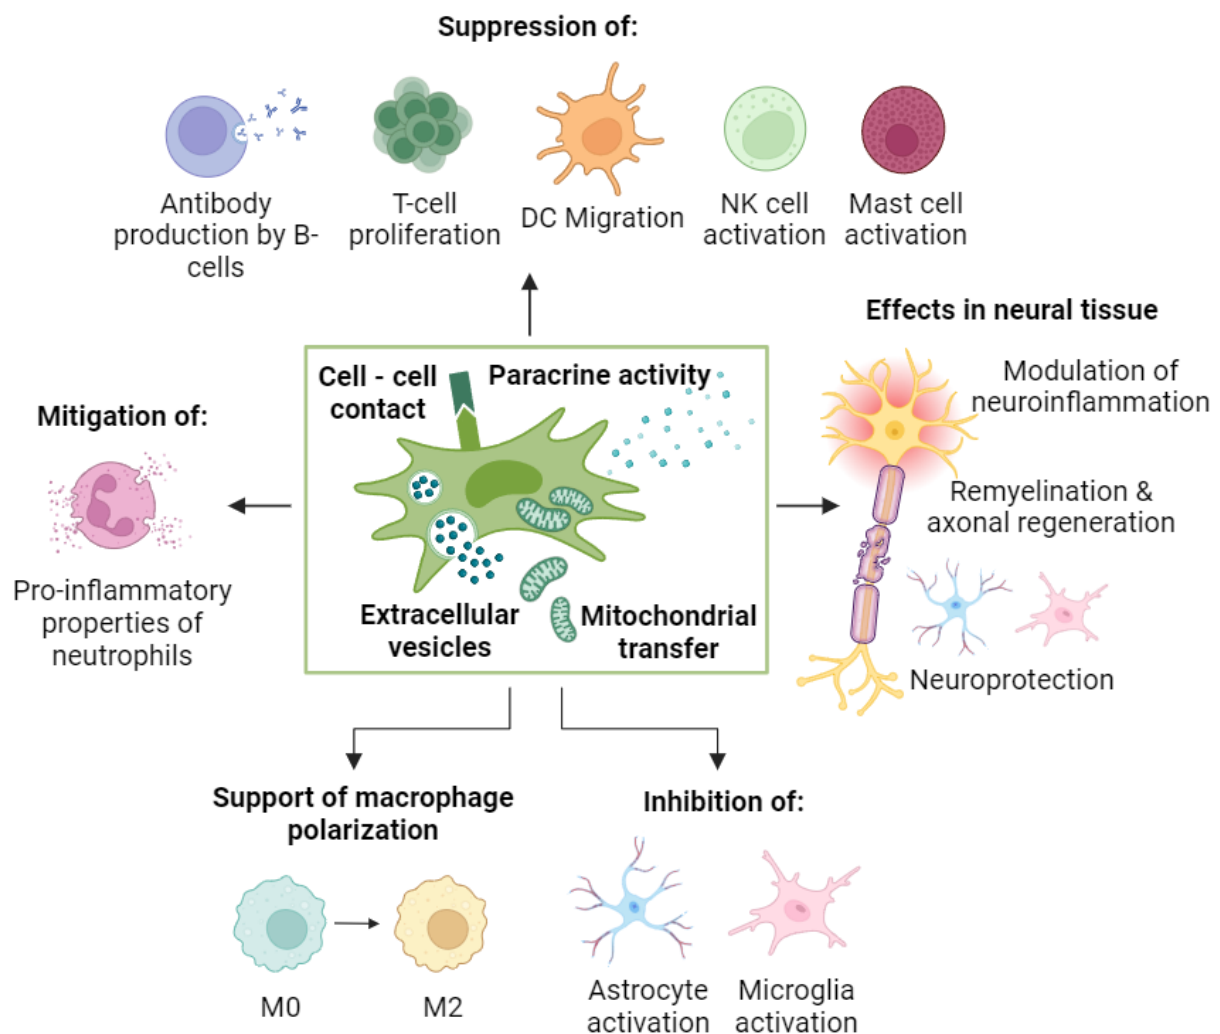 Suppression of:
Antibody
production by B-
cells
T-cell
proliferation
DC Migration
NK cell
activation
Mast cell
activation
Effects in neural tissue
Modulation of
neuroinflammation
Remyelination &
axonal regeneration
Neuroprotection
Cell - cell
contact
Paracrine activity
Extracellular
vesicles
Mitochondrial
transfer
Mitigation of:
Pro-inflammatory
properties of
neutrophils
Support of macrophage
polarization
M0
M2
Inhibition of:
Astrocyte
activation
Microglia
activation